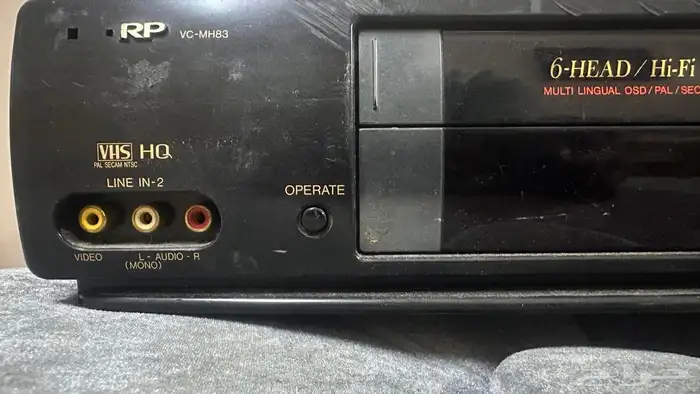 RP VC-MH83
6-HEAD / Hi-Fi
MULTI LINGUAL OSD/PAL/SEC
VHS HQ
PAL SECAM NTSC
LINE IN-2
OPERATE
VIDEO L - AUDIO - R
(MONO)